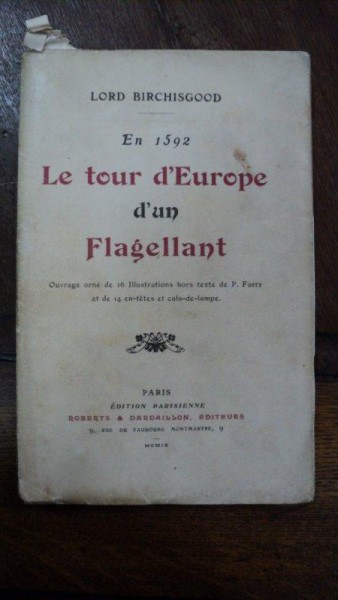 LORD BIRCHISGOOD
En 1592
Le tour d'Europe
d'un
Flagellant
Ouvrage orné de 16 Illustrations hors texte de P. Faery
et de 14 en-têtes et culs-de-lampe.
PARIS
ÉDITION PARISIENNE
ROBERTS & DARDAILLON, ÉDITEURS
9, RUE DU FAUBOURG MONTMARTRE, 9
MCMIX